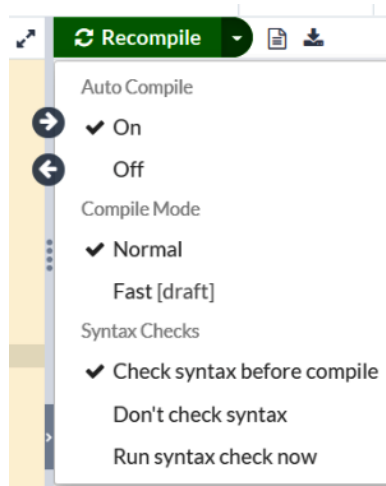 Recompile
Auto Compile
On
Off
Compile Mode
Normal
Fast [draft]
Syntax Checks
Check syntax before compile
Don't check syntax
Run syntax check now